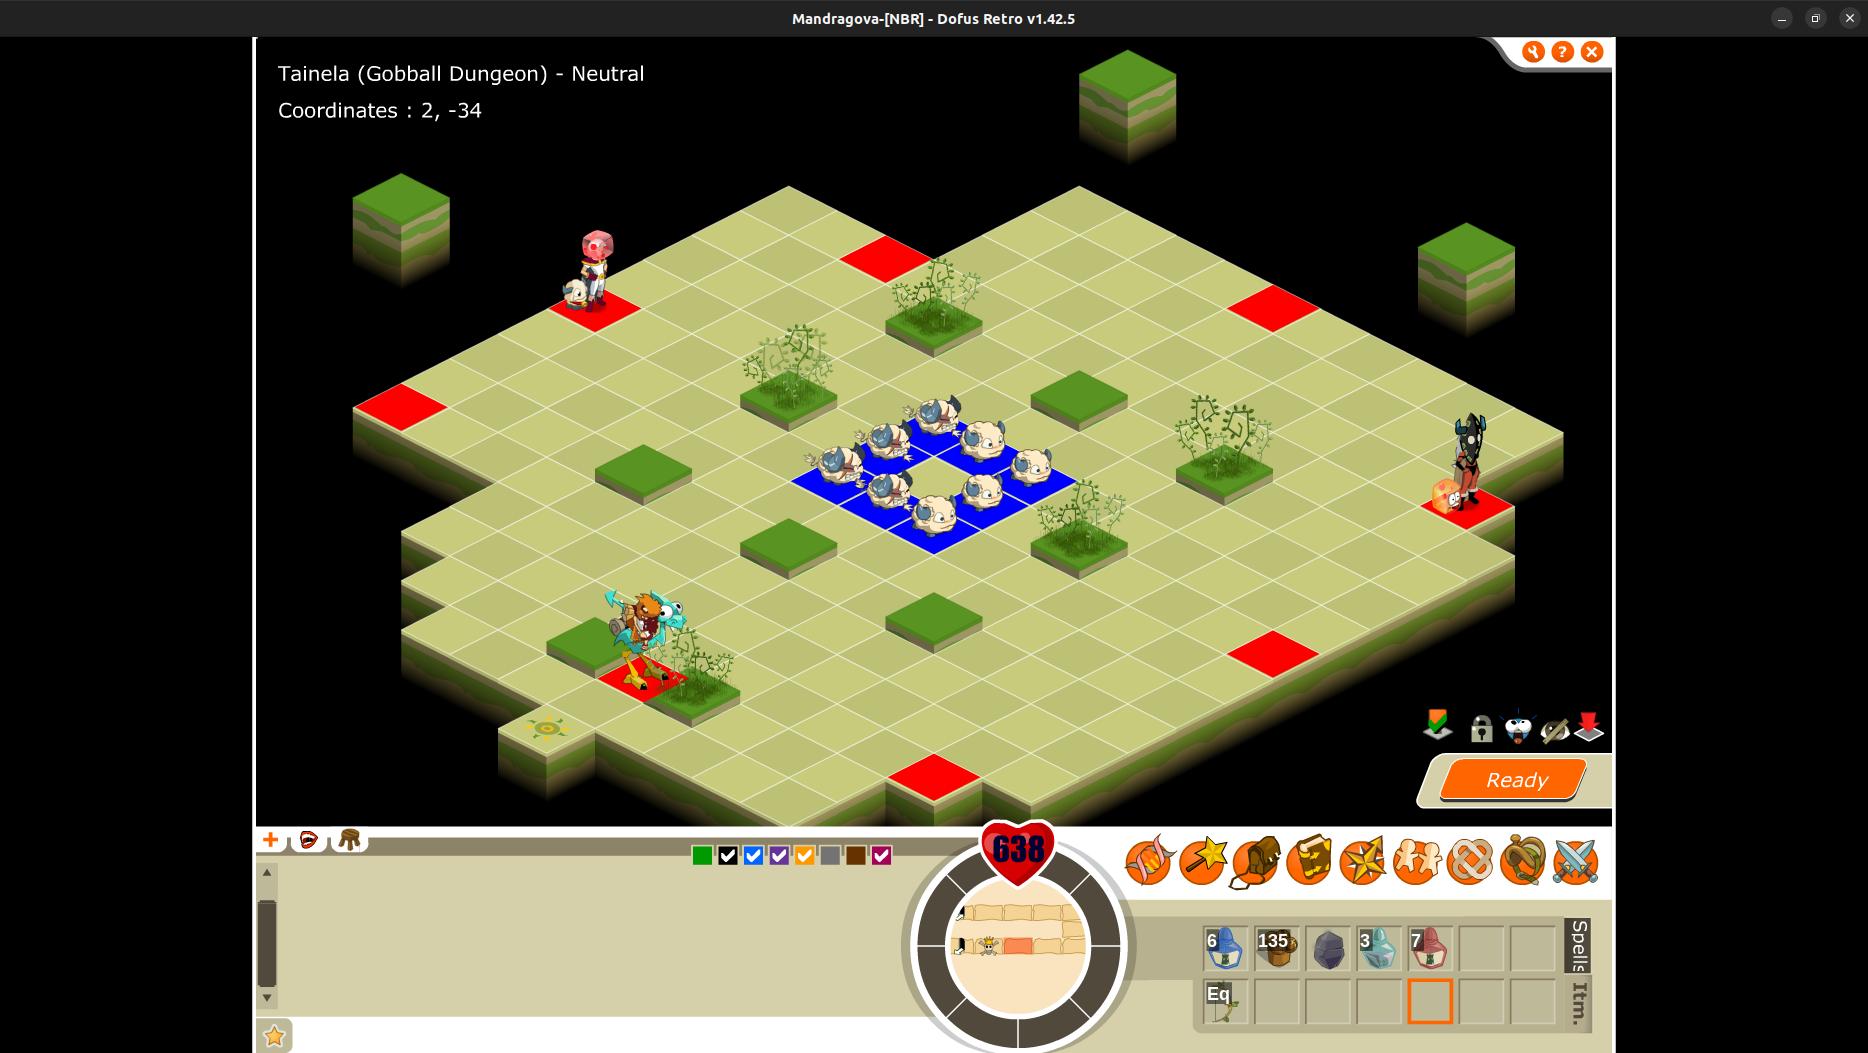 Mandragova-[NBR] - Dofus Retro v1.42.5
Tainela (Gobball Dungeon) - Neutral
Coordinates : 2, -34
Ready
638
6
135
3
7
Spells
Eq
Itm.